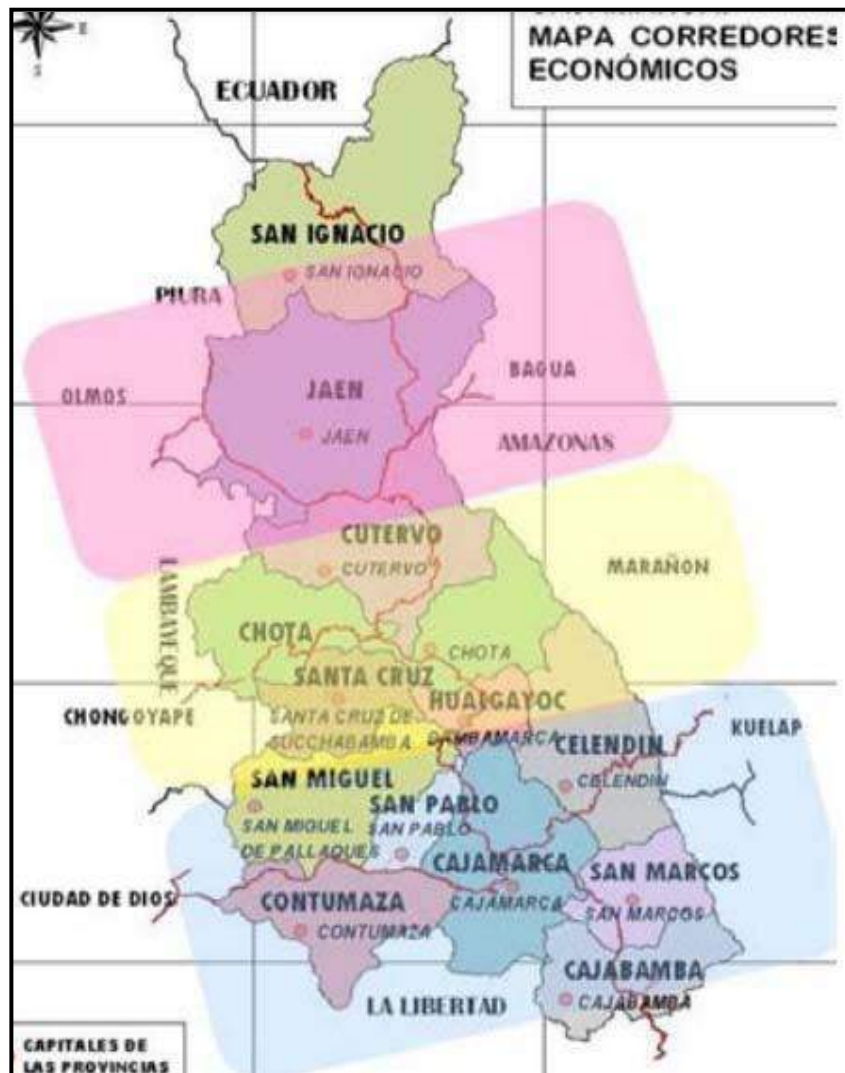 E
S
MAPA CORREDORES
ECONÓMICOS
ECUADOR
SAN IGNACIO
SAN IGNACIO
PIURA
OLMOS
JAEN
BAGUA
JAEN
AMAZONAS
CUTERVO
CUTERVO
MARAÑON
LAMBAYEQUE
CHOTA
CHOTA
SANTA CRUZ
HUALGAYOC
CHONGOYAPE
SANTA CRUZ DE
SUCCHABAMBA
BAMBAMARCA
CELENDIN
KUELAP
CELENDIN
SAN MIGUEL
SAN PABLO
SAN MIGUEL
DE PALLAQUES
SAN PABLO
CAJAMARCA
SAN MARCOS
CIUDAD DE DIOS
CONTUMAZA
CAJAMARCA
SAN MARCOS
CONTUMAZA
CAJABAMBA
LA LIBERTAD
CAJABAMBA
CAPITALES DE
LAS PROVINCIAS